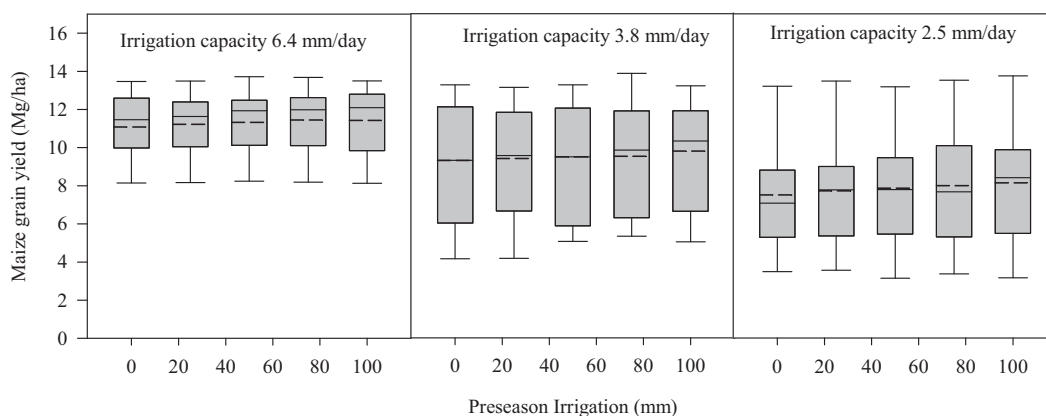 Irrigation capacity 6.4 mm/day
Irrigation capacity 3.8 mm/day
Irrigation capacity 2.5 mm/day
Maize grain yield (Mg/ha)
16
14
12
10
8
6
4
2
0
0 20 40 60 80 100
0 20 40 60 80 100
0 20 40 60 80 100
Preseason Irrigation (mm)